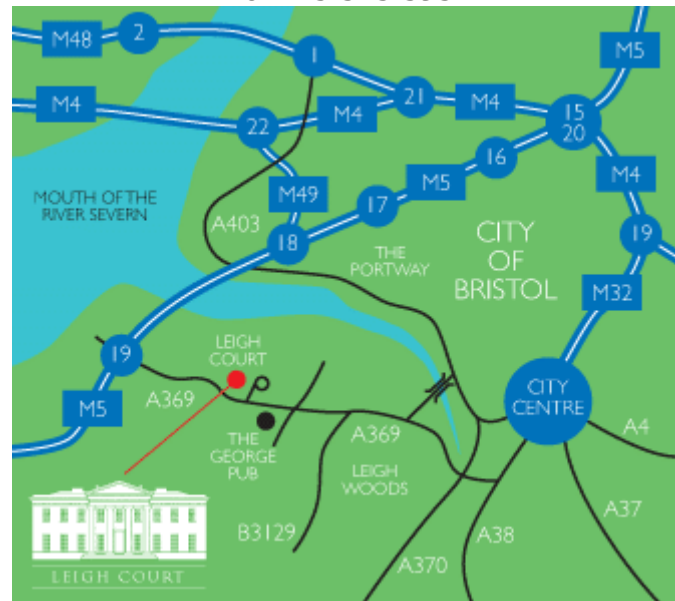 M48
2
1
M5
M4
22
M4
21
M4
15
20
16
M5
17
M49
18
M4
19
M32
MOUTH OF THE
RIVER SEVERN
A403
THE
PORTWAY
CITY
OF
BRISTOL
19
M5
A369
LEIGH
COURT
THE
GEORGE
PUB
A369
LEIGH
WOODS
B3129
CITY
CENTRE
A4
A37
A38
A370
LEIGH COURT